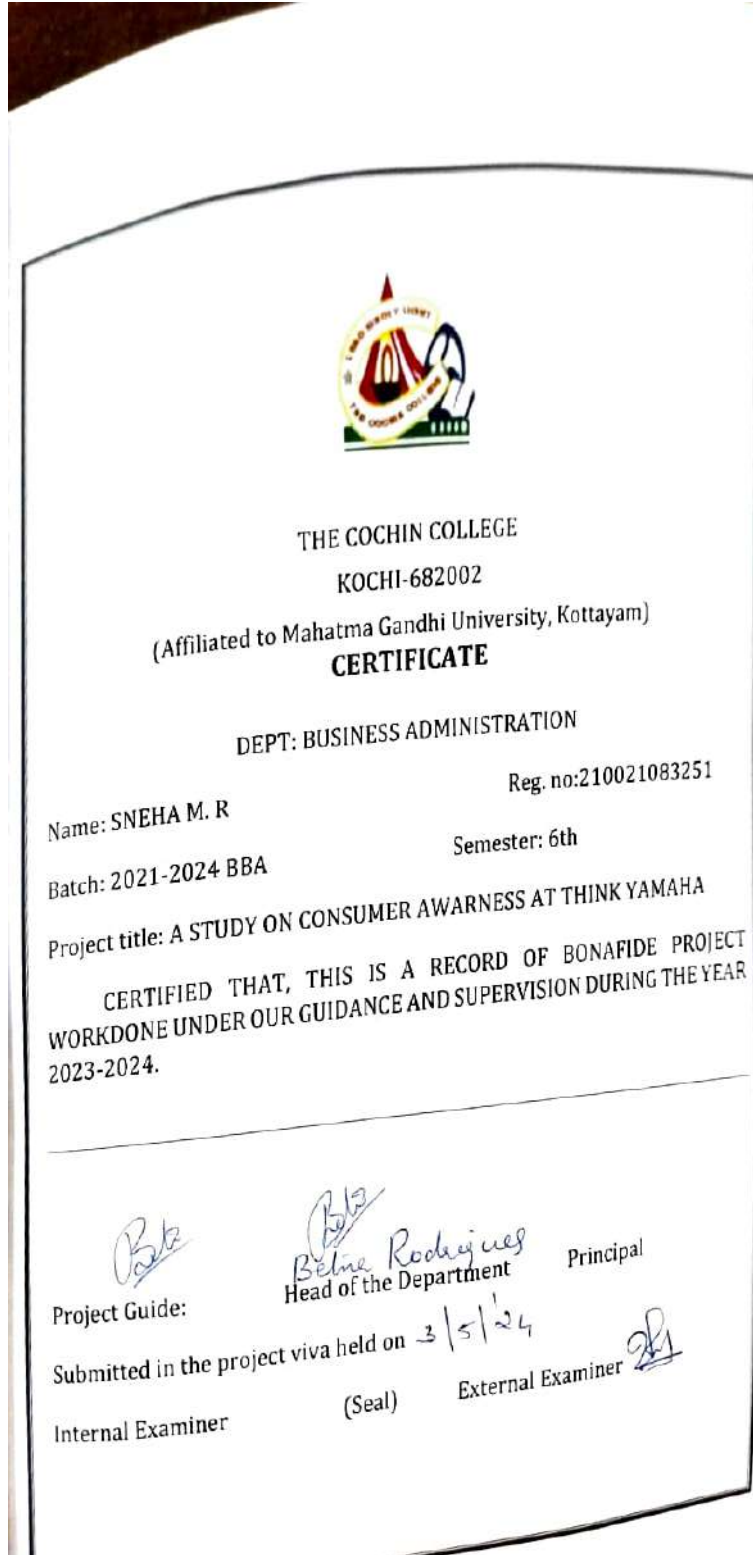 THE COCHIN COLLEGE
THE COCHIN COLLEGE
KOCHI-682002
(Affiliated to Mahatma Gandhi University, Kottayam)
CERTIFICATE
DEPT: BUSINESS ADMINISTRATION
Name: SNEHA M. R Reg. no:210021083251
Batch: 2021-2024 BBA Semester: 6th
Project title: A STUDY ON CONSUMER AWARNESS AT THINK YAMAHA
CERTIFIED THAT, THIS IS A RECORD OF BONAFIDE PROJECT
WORKDONE UNDER OUR GUIDANCE AND SUPERVISION DURING THE YEAR
2023-2024.
Rodrigues
Project Guide: Head of the Department Principal
Submitted in the project viva held on 3/5/24
Internal Examiner (Seal) External Examiner